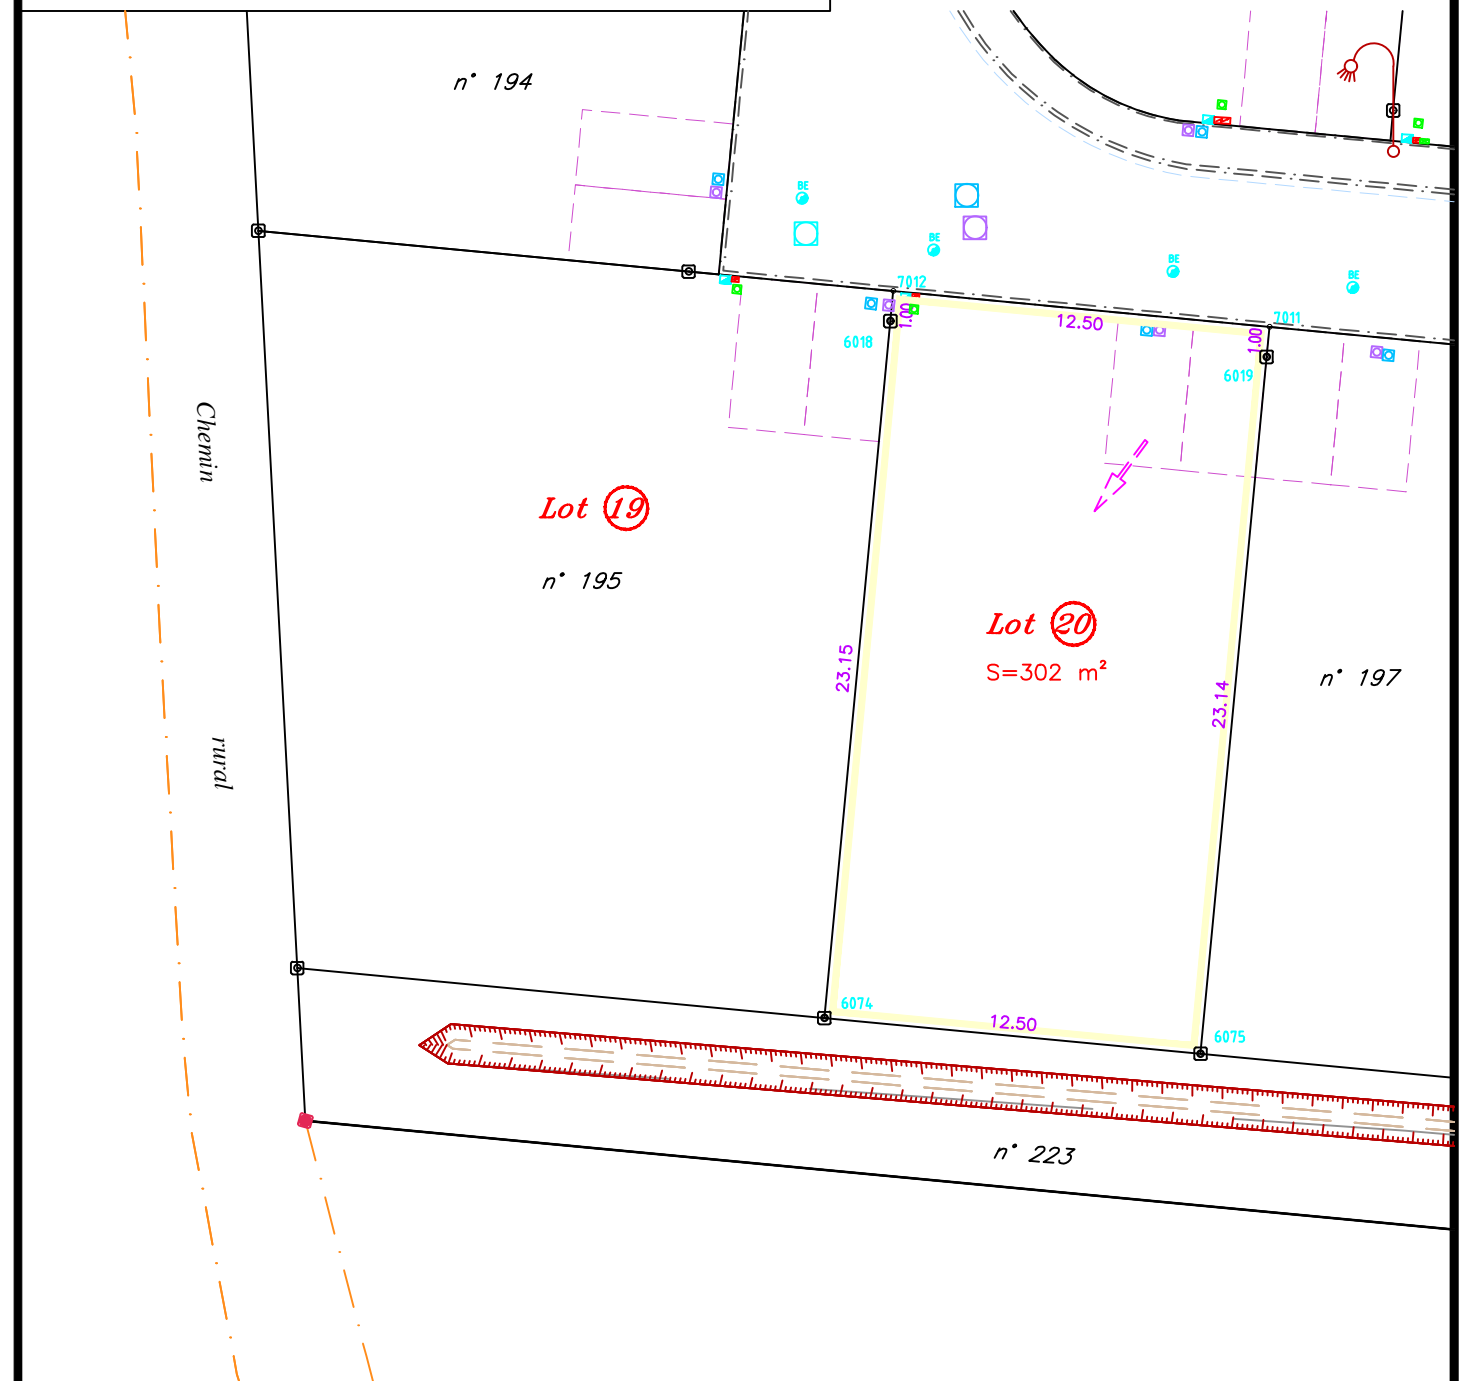 n° 194
BE
BE
BE
BE
7012
1.00
12.50
7011
1.00
6018
6019
Chemin
Lot 19
n° 195
Lot 20
S=302 m²
23.15
23.14
n° 197
rural
6074
12.50
6075
n° 223